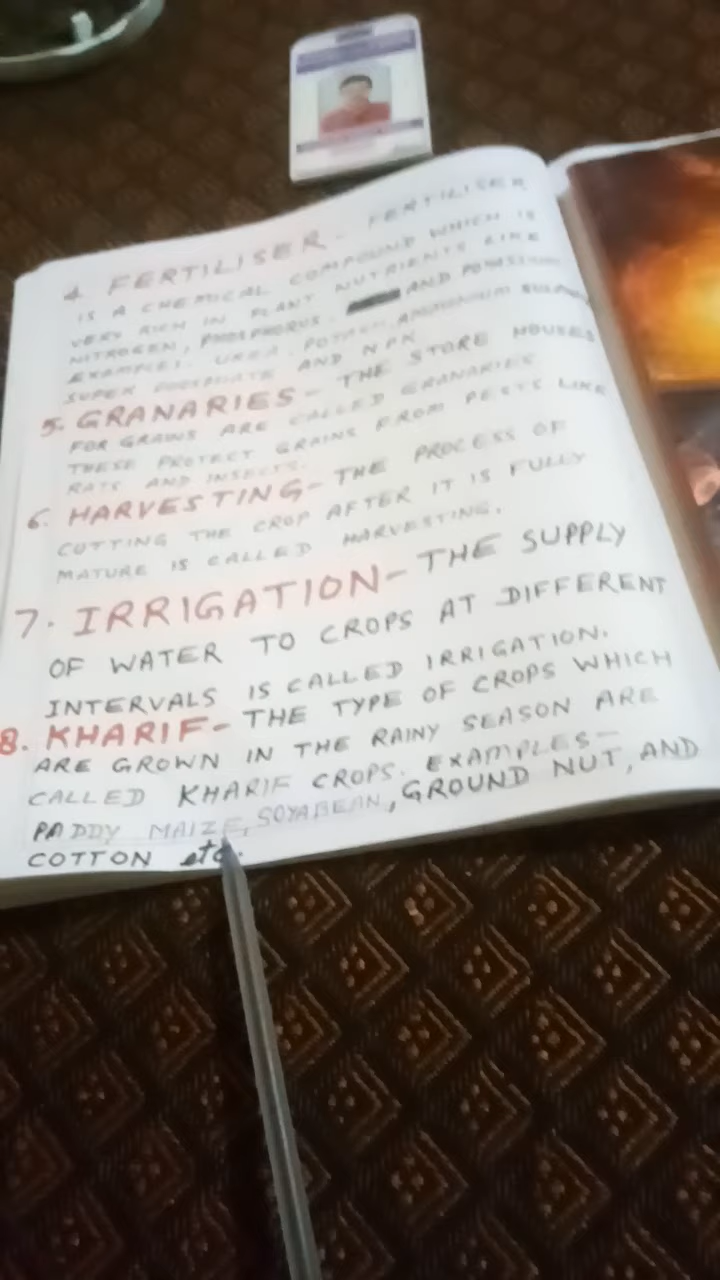 4. FERTILISER - FERTILISER
IS A CHEMICAL COMPOUND WHICH IS
VERY RICH IN PLANT NUTRIENTS LIKE
NITROGEN, PHOSPHORUS. AND POTASSIUM
EXAMPLES. UREA. POTASH, AMMONIUM SULPHATE
SUPER PHOSPHATE AND NPK
5. GRANARIES - THE STORE HOUSES
FOR GRAINS ARE CALLED GRANARIES
THESE PROTECT GRAINS FROM PESTS LIKE
RATS AND INSECTS.
6. HARVESTING - THE PROCESS OF
CUTTING THE CROP AFTER IT IS FULLY
MATURE IS CALLED HARVESTING.
7. IRRIGATION - THE SUPPLY
OF WATER TO CROPS AT DIFFERENT
INTERVALS IS CALLED IRRIGATION.
8. KHARIF - THE TYPE OF CROPS WHICH
ARE GROWN IN THE RAINY SEASON ARE
CALLED KHARIF CROPS. EXAMPLES -
PADDY MAIZE, SOYABEAN, GROUND NUT, AND
COTTON etc.